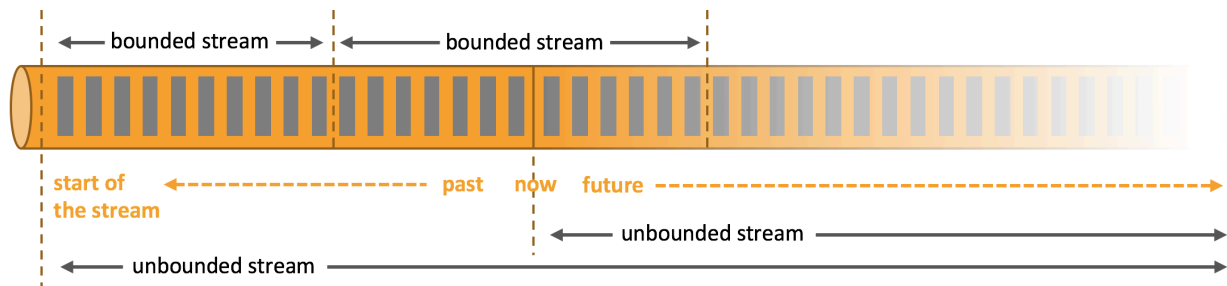 bounded stream
bounded stream
start of
the stream
past
now
future
unbounded stream
unbounded stream